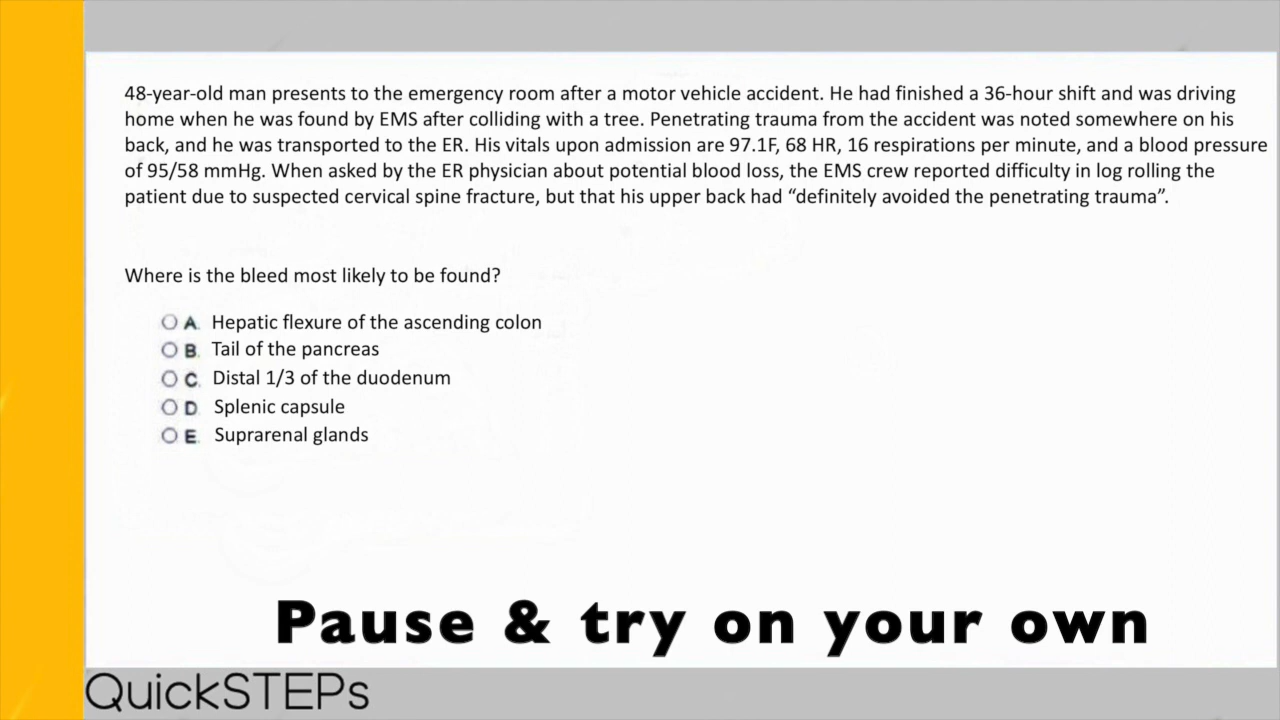 48-year-old man presents to the emergency room after a motor vehicle accident. He had finished a 36-hour shift and was driving
home when he was found by EMS after colliding with a tree. Penetrating trauma from the accident was noted somewhere on his
back, and he was transported to the ER. His vitals upon admission are 97.1F, 68 HR, 16 respirations per minute, and a blood pressure
of 95/58 mmHg. When asked by the ER physician about potential blood loss, the EMS crew reported difficulty in log rolling the
patient due to suspected cervical spine fracture, but that his upper back had “definitely avoided the penetrating trauma”.
Where is the bleed most likely to be found?
A. Hepatic flexure of the ascending colon
B. Tail of the pancreas
C. Distal 1/3 of the duodenum
D. Splenic capsule
E. Suprarenal glands
Pause & try on your own
QuickSTEPs